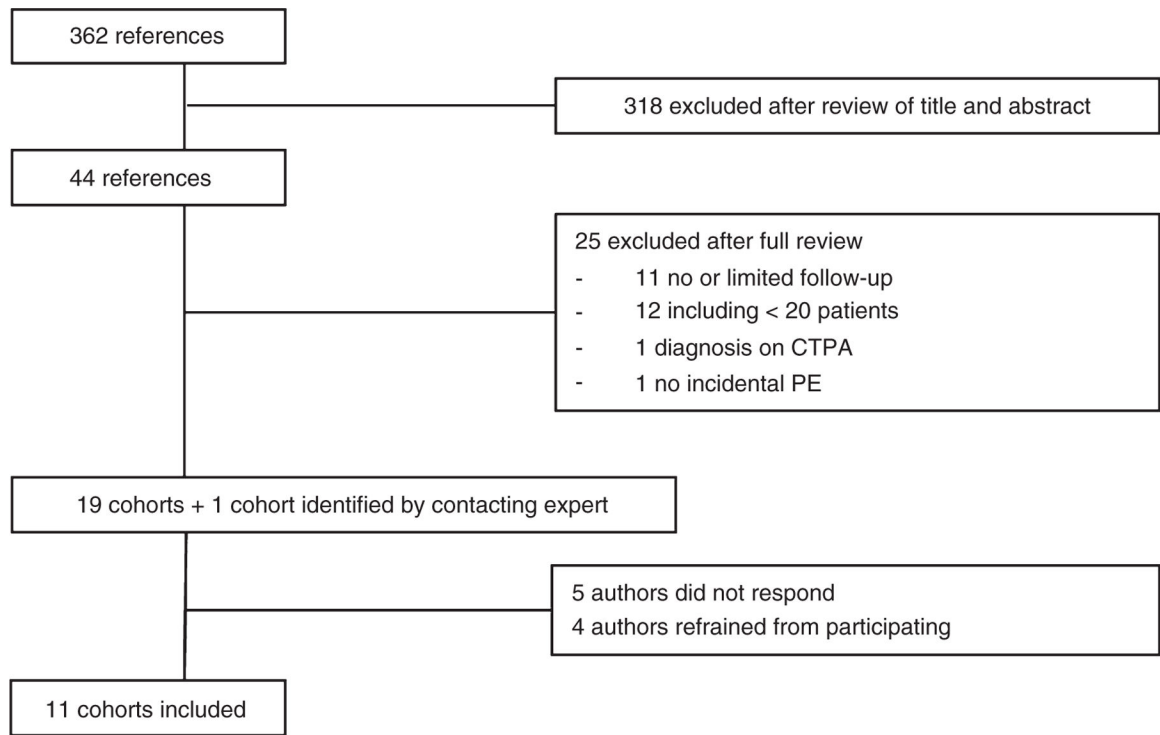 362 references
318 excluded after review of title and abstract
44 references
25 excluded after full review
- 11 no or limited follow-up
- 12 including < 20 patients
- 1 diagnosis on CTPA
- 1 no incidental PE
19 cohorts + 1 cohort identified by contacting expert
5 authors did not respond
4 authors refrained from participating
11 cohorts included